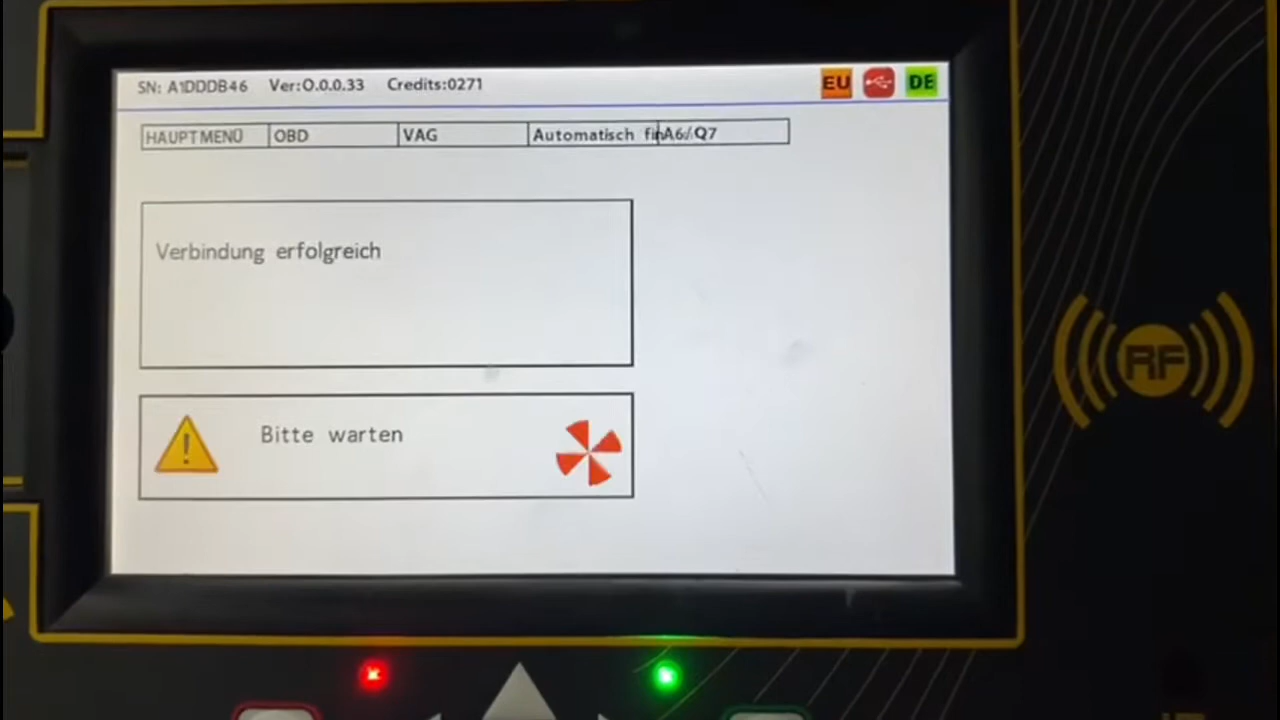 SN: A1DDDB46 Ver:0.0.0.33 Credits:0271 EU DE
HAUPTMENÜ OBD VAG Automatisch fin A6/Q7
Verbindung erfolgreich
RF
! Bitte warten